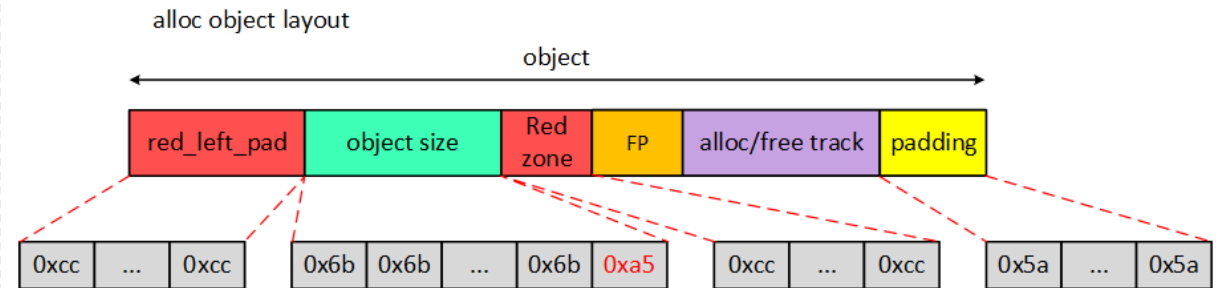 alloc object layout
object
red_left_pad
object size
Red
zone
FP
alloc/free track
padding
0xcc ... 0xcc
0x6b 0x6b ... 0x6b 0xa5
0xcc ... 0xcc
0x5a ... 0x5a